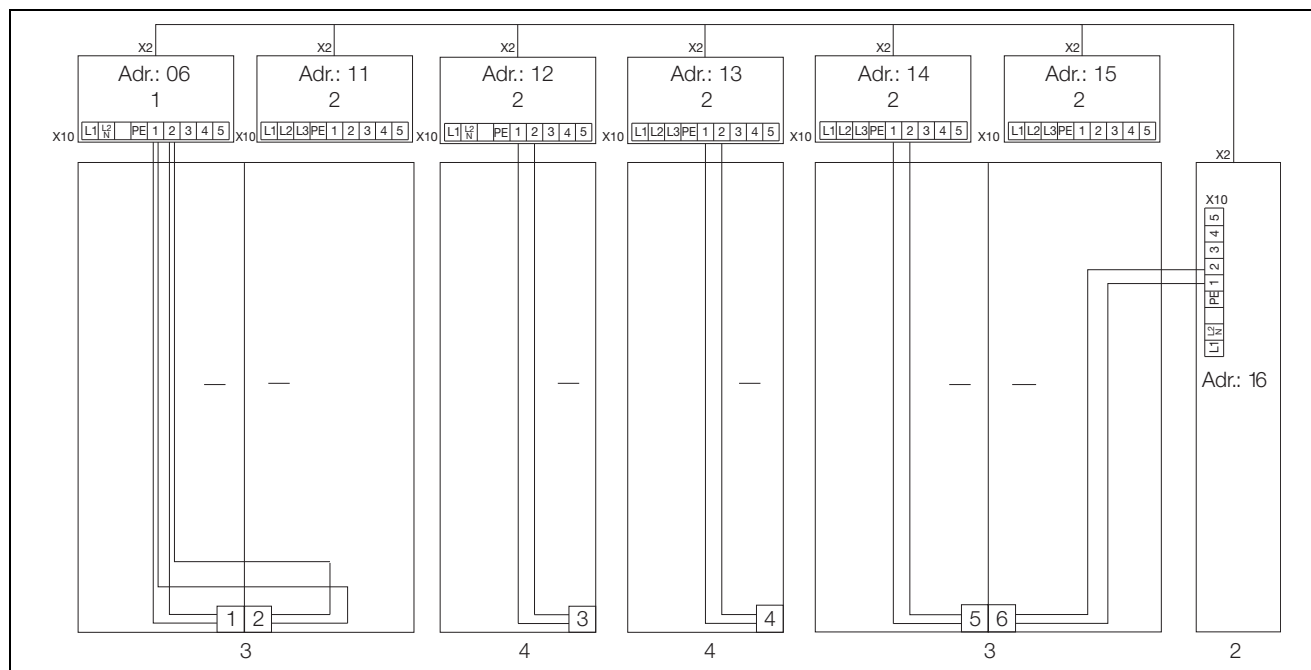 X2 X2 X2 X2 X2 X2
Adr.: 06 Adr.: 11 Adr.: 12 Adr.: 13 Adr.: 14 Adr.: 15
1 2 2 2 2 2
X10 L1 L2 N PE 1 2 3 4 5
X10 L1 L2 L3 PE 1 2 3 4 5
X10 L1 L2 N PE 1 2 3 4 5
X10 L1 L2 L3 PE 1 2 3 4 5
X10 L1 L2 L3 PE 1 2 3 4 5
X10 L1 L2 L3 PE 1 2 3 4 5
X2
X10
L1 L2 N PE 1 2 3 4 5
Adr.: 16
1 2 3 4 5 6
3 4 4 3 2